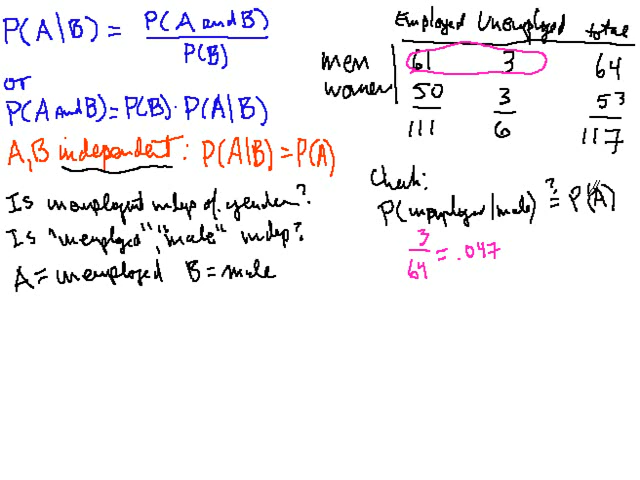 P(A|B) = P(A and B) / P(B)
or
P(A and B) = P(B) · P(A|B)
A, B independent : P(A|B) = P(A)
Is unemployment indep of. gender?
Is "unemployed", "male" indep?
A = unemployed B = male
Employed Unemployed total
men 61 3 64
women 50 3 53
111 6 117
Check:
P(unemployed | male) ?= P(A)
3/64 = .047